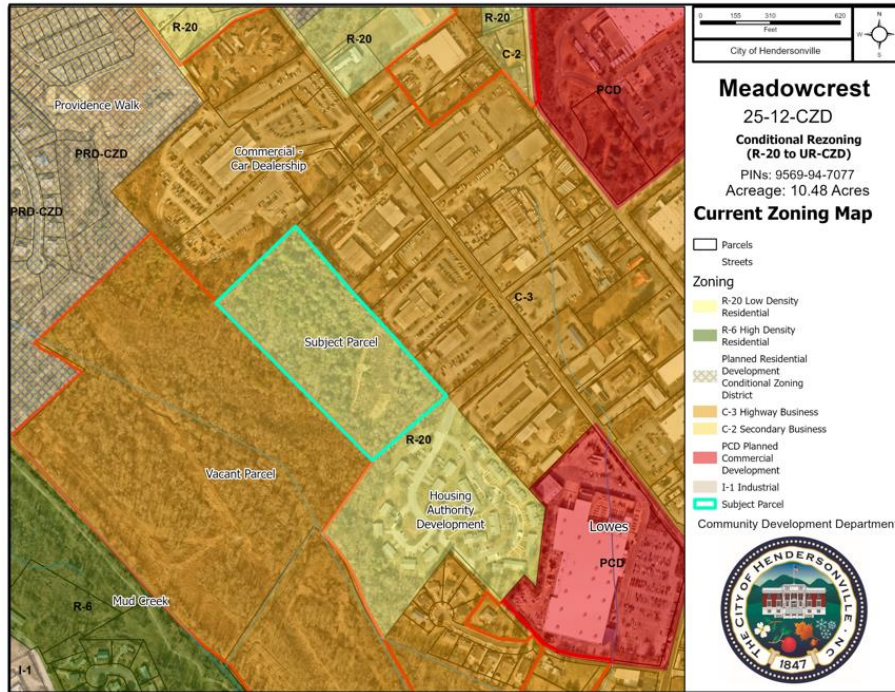 R-20
R-20
R-20
C-2
PCD
Providence Walk
PRD-CZD
Commercial -
Car Dealership
PRD-CZD
C-3
Subject Parcel
R-20
Vacant Parcel
Housing
Authority
Development
Lowes
PCD
R-6
Mud Creek
I-1
0 155 310 620
Feet
City of Hendersonville
N
W E
S
Meadowcrest
25-12-CZD
Conditional Rezoning
(R-20 to UR-CZD)
PINs: 9569-94-7077
Acreage: 10.48 Acres
Current Zoning Map
Parcels
Streets
Zoning
R-20 Low Density
Residential
R-6 High Density
Residential
Planned Residential
Development
Conditional Zoning
District
C-3 Highway Business
C-2 Secondary Business
PCD Planned
Commercial
Development
I-1 Industrial
Subject Parcel
Community Development Department
THE CITY OF HENDERSONVILLE · NC
1847